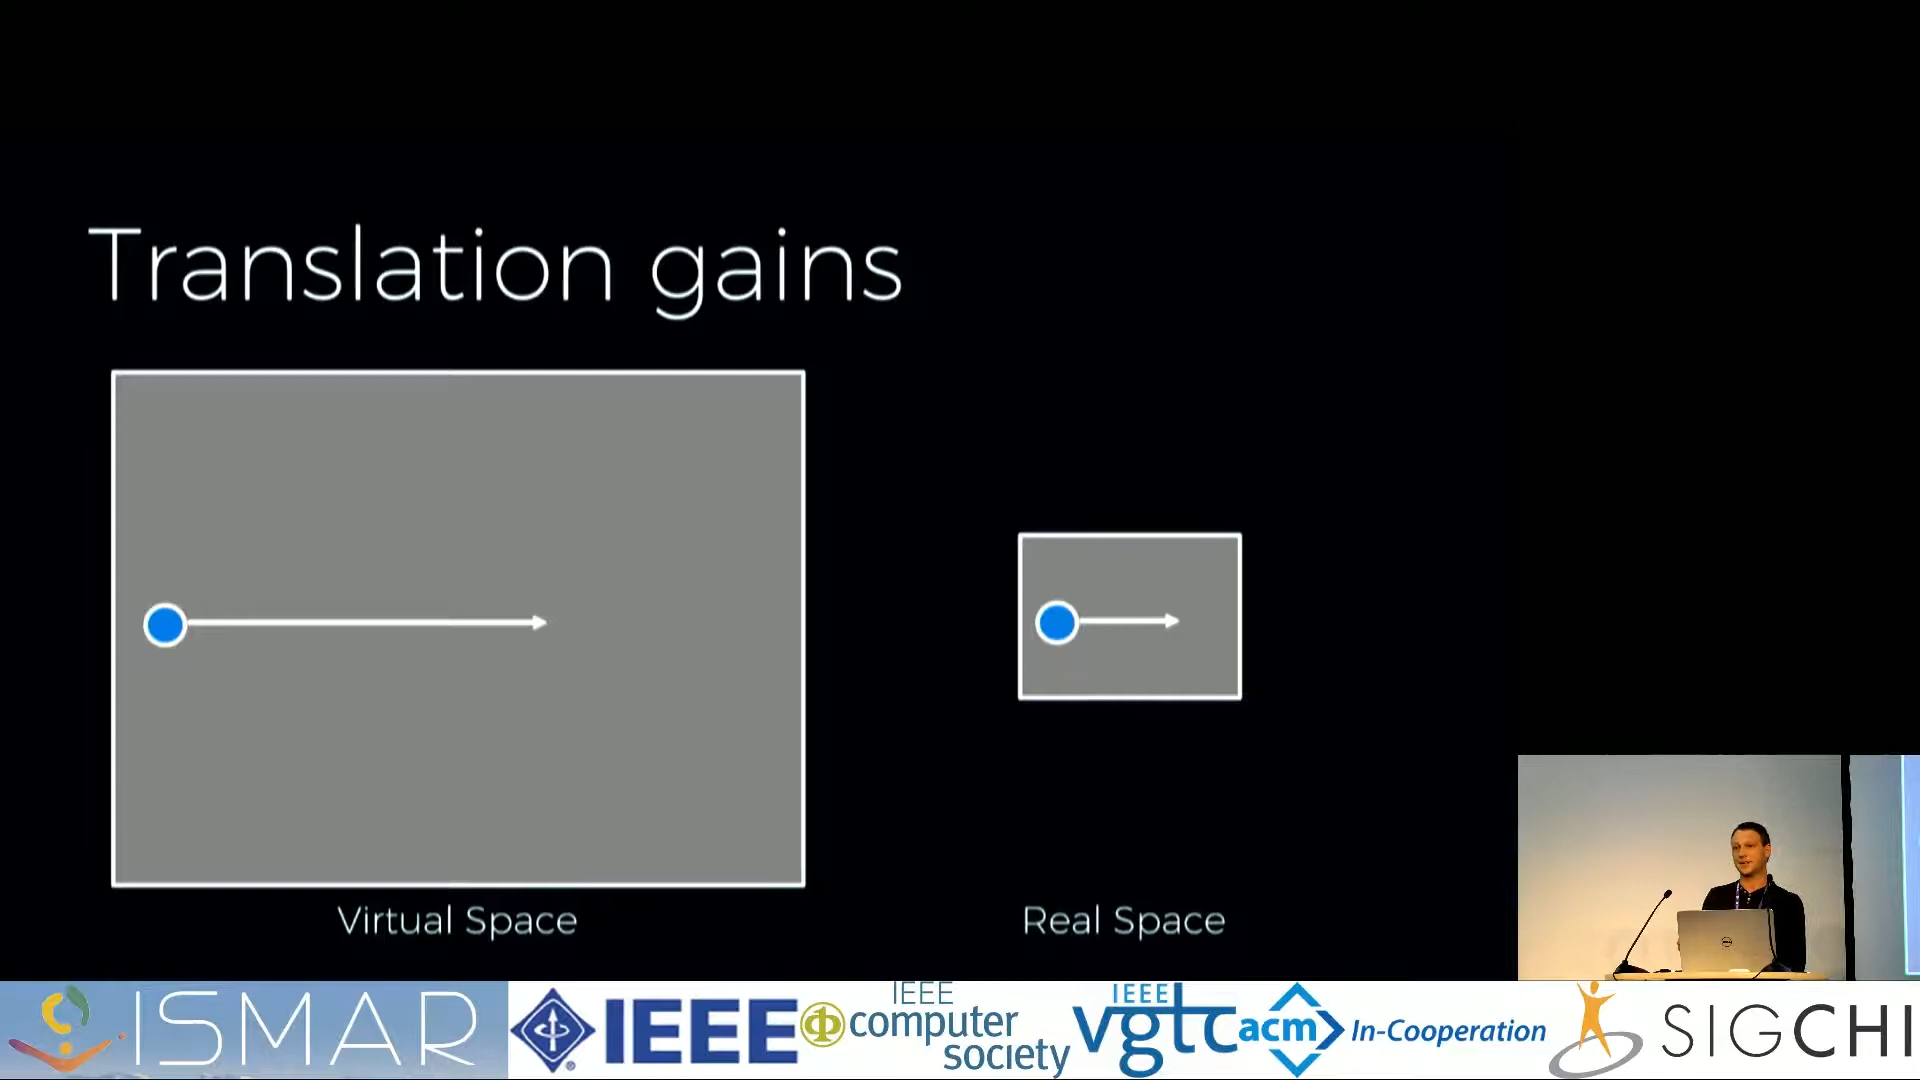 Translation gains
Virtual Space
Real Space
ISMAR
IEEE
IEEE
computer
society
IEEE
vgtc
acm
In-Cooperation
SIGCHI